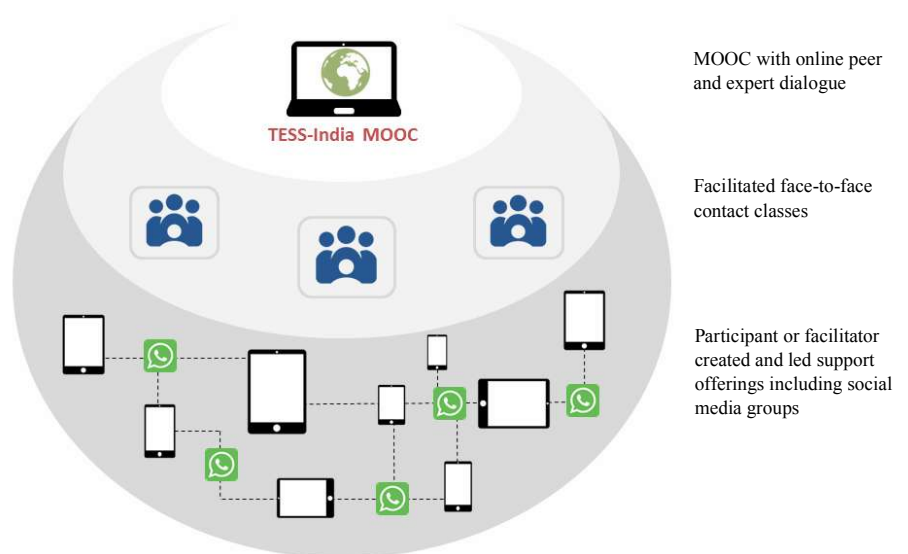 MOOC with online peer
and expert dialogue
TESS-India MOOC
Facilitated face-to-face
contact classes
Participant or facilitator
created and led support
offerings including social
media groups